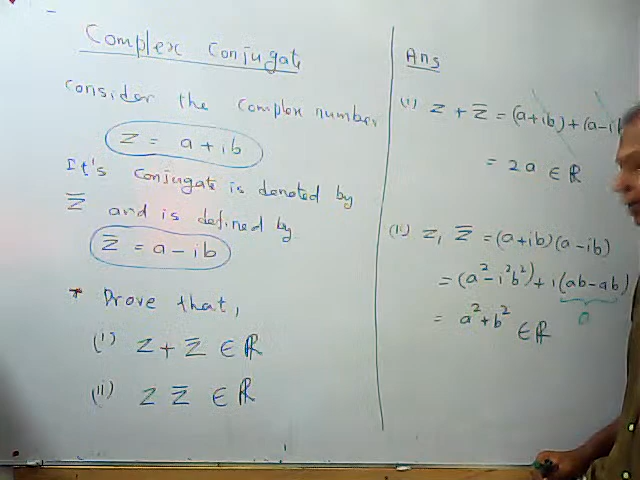 Complex Conjugate
consider the complex number
z = a + ib
It's conjugate is denoted by
z̅ and is defined by
z̅ = a - ib
* Prove that,
(i) z + z̅ ∈ ℝ
(ii) z z̅ ∈ ℝ
Ans
(i) z + z̅ = (a+ib) + (a-ib
= 2a ∈ ℝ
(ii) z, z̅ = (a+ib)(a-ib)
= (a² - i²b²) + i(ab-ab)
0
= a² + b² ∈ ℝ